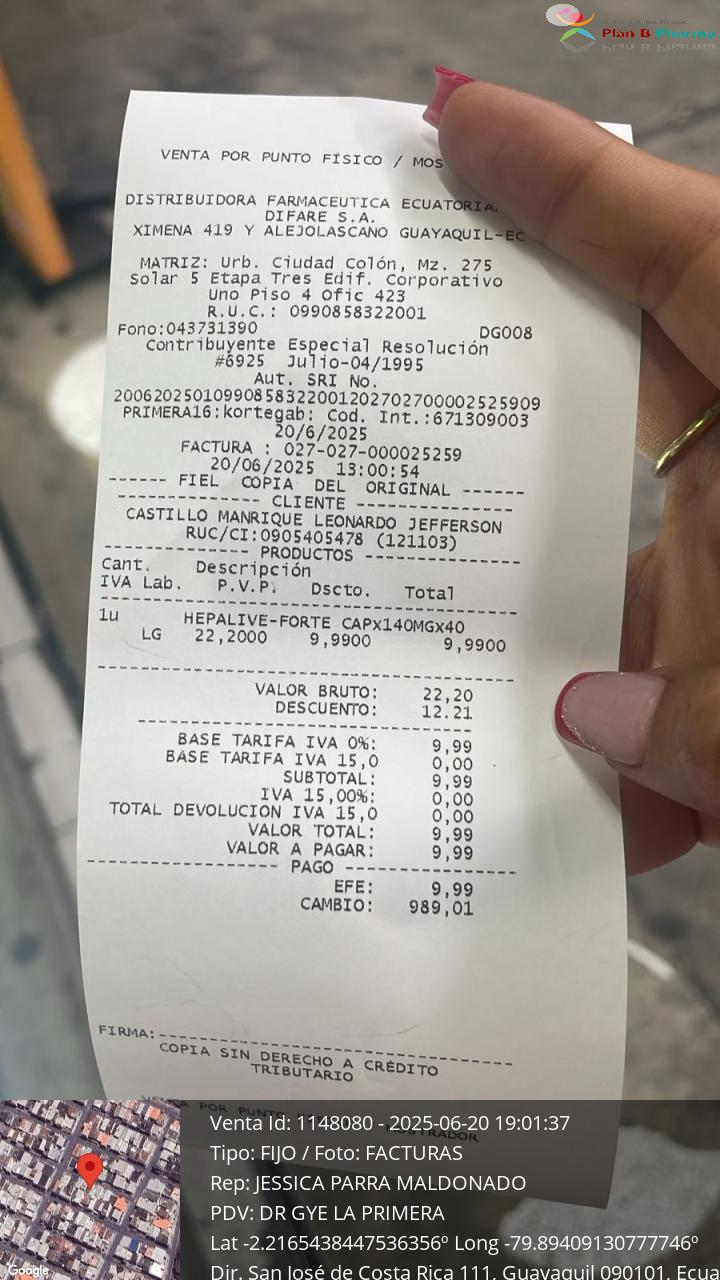 Plan B Pharma
VENTA POR PUNTO FÍSICO / MOS
DISTRIBUIDORA FARMACEUTICA ECUATORIA
DIFARE S.A.
XIMENA 419 Y ALEJOLASCANO GUAYAQUIL-EC
MATRIZ: Urb. Ciudad Colón, Mz. 275
Solar 5 Etapa Tres Edif. Corporativo
Uno Piso 4 Ofic 423
R.U.C.: 0990858322001
Fono:043731390 DG008
Contribuyente Especial Resolución
#6925 Julio-04/1995
Aut. SRI No.
2006202501099085832200120270270002525909
PRIMERA16:kortegab: Cod. Int.:671309003
20/6/2025
FACTURA : 027-027-000025259
20/06/2025 13:00:54
------ FIEL COPIA DEL ORIGINAL ------
---------------- CLIENTE ----------------
CASTILLO MANRIQUE LEONARDO JEFFERSON
RUC/CI:0905405478 (121103)
---------------- PRODUCTOS ----------------
Cant. Descripción
IVA Lab. P.V.P. Dscto. Total
1u HEPALIVE-FORTE CAPx140MGx40
LG 22,2000 9,9900 9,9900
VALOR BRUTO: 22,20
DESCUENTO: 12.21
BASE TARIFA IVA 0%: 9,99
BASE TARIFA IVA 15,0 0,00
SUBTOTAL: 9,99
IVA 15,00%: 0,00
TOTAL DEVOLUCION IVA 15,0 0,00
VALOR TOTAL: 9,99
VALOR A PAGAR: 9,99
-------------------- PAGO --------------------
EFE: 9,99
CAMBIO: 989,01
FIRMA:
COPIA SIN DERECHO A CRÉDITO
TRIBUTARIO
VENTA POR PUNTO MOSTRADOR
Venta Id: 1148080 - 2025-06-20 19:01:37
Tipo: FIJO / Foto: FACTURAS
Rep: JESSICA PARRA MALDONADO
PDV: DR GYE LA PRIMERA
Lat -2.2165438447536356º Long -79.89409130777746º
Dir. San José de Costa Rica 111, Guayaquil 090101, Ecua
Google